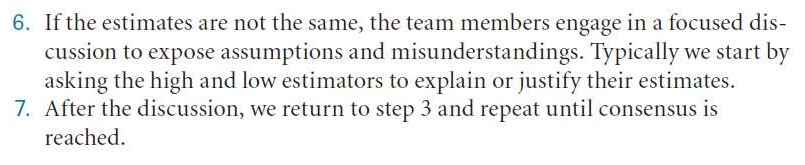 6. If the estimates are not the same, the team members engage in a focused dis-
cussion to expose assumptions and misunderstandings. Typically we start by
asking the high and low estimators to explain or justify their estimates.
7. After the discussion, we return to step 3 and repeat until consensus is
reached.